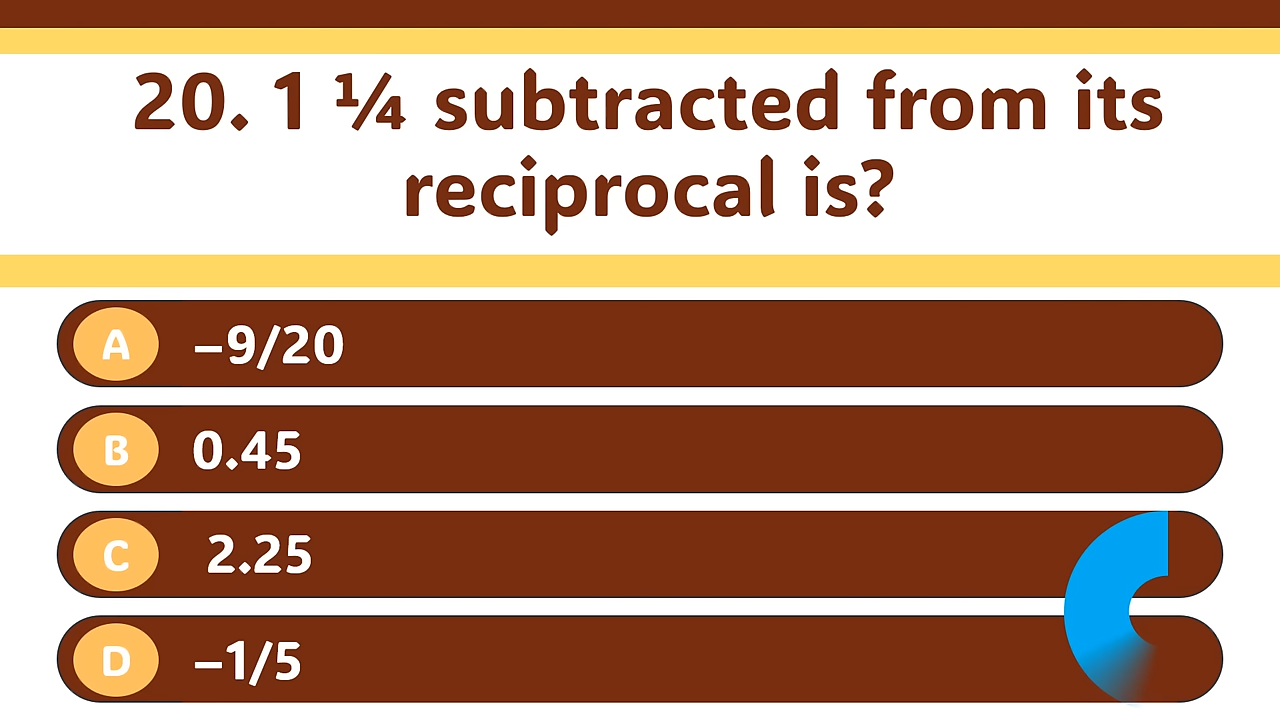 20. 1 ¼ subtracted from its
reciprocal is?
A –9/20
B 0.45
C 2.25
D –1/5